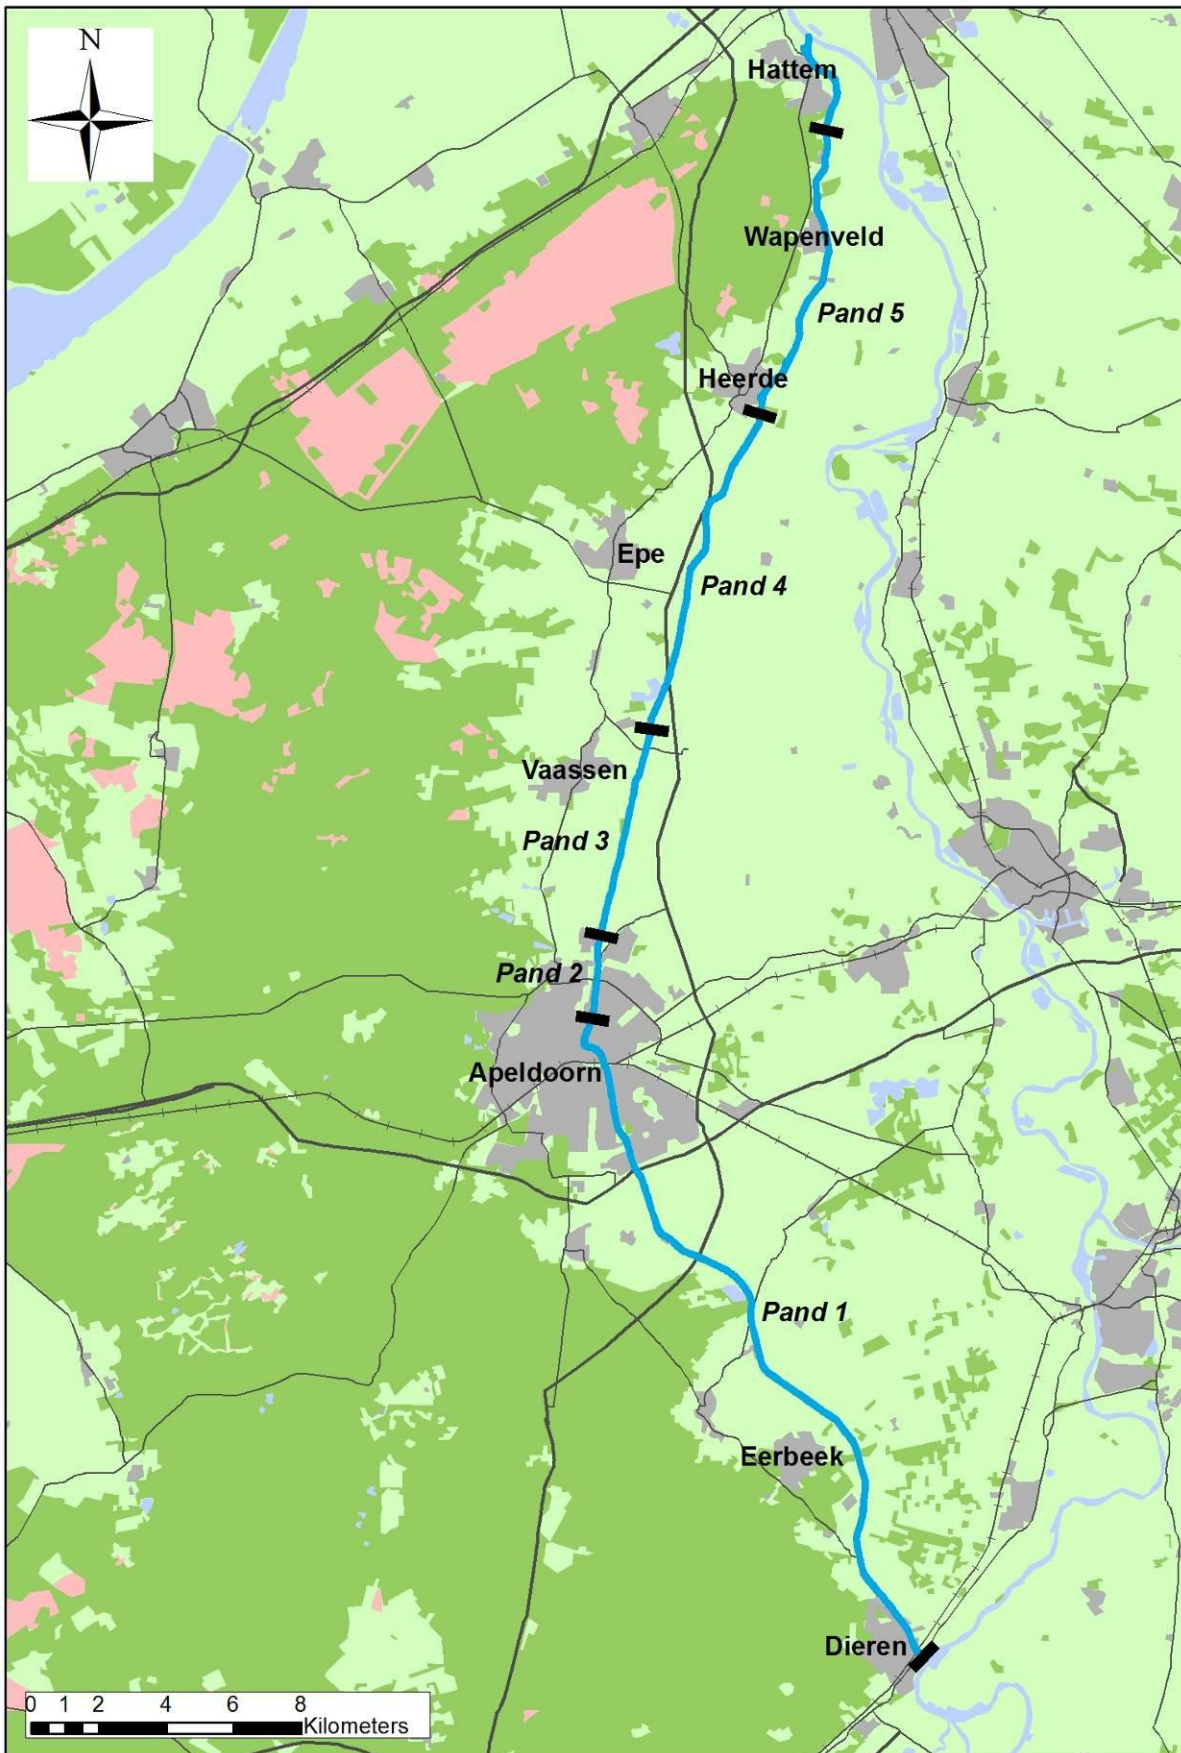 N
Hattem
Wapenveld
Pand 5
Heerde
Epe
Pand 4
Vaassen
Pand 3
Pand 2
Apeldoorn
Pand 1
Eerbeek
Dieren
0 1 2 4 6 8
Kilometers